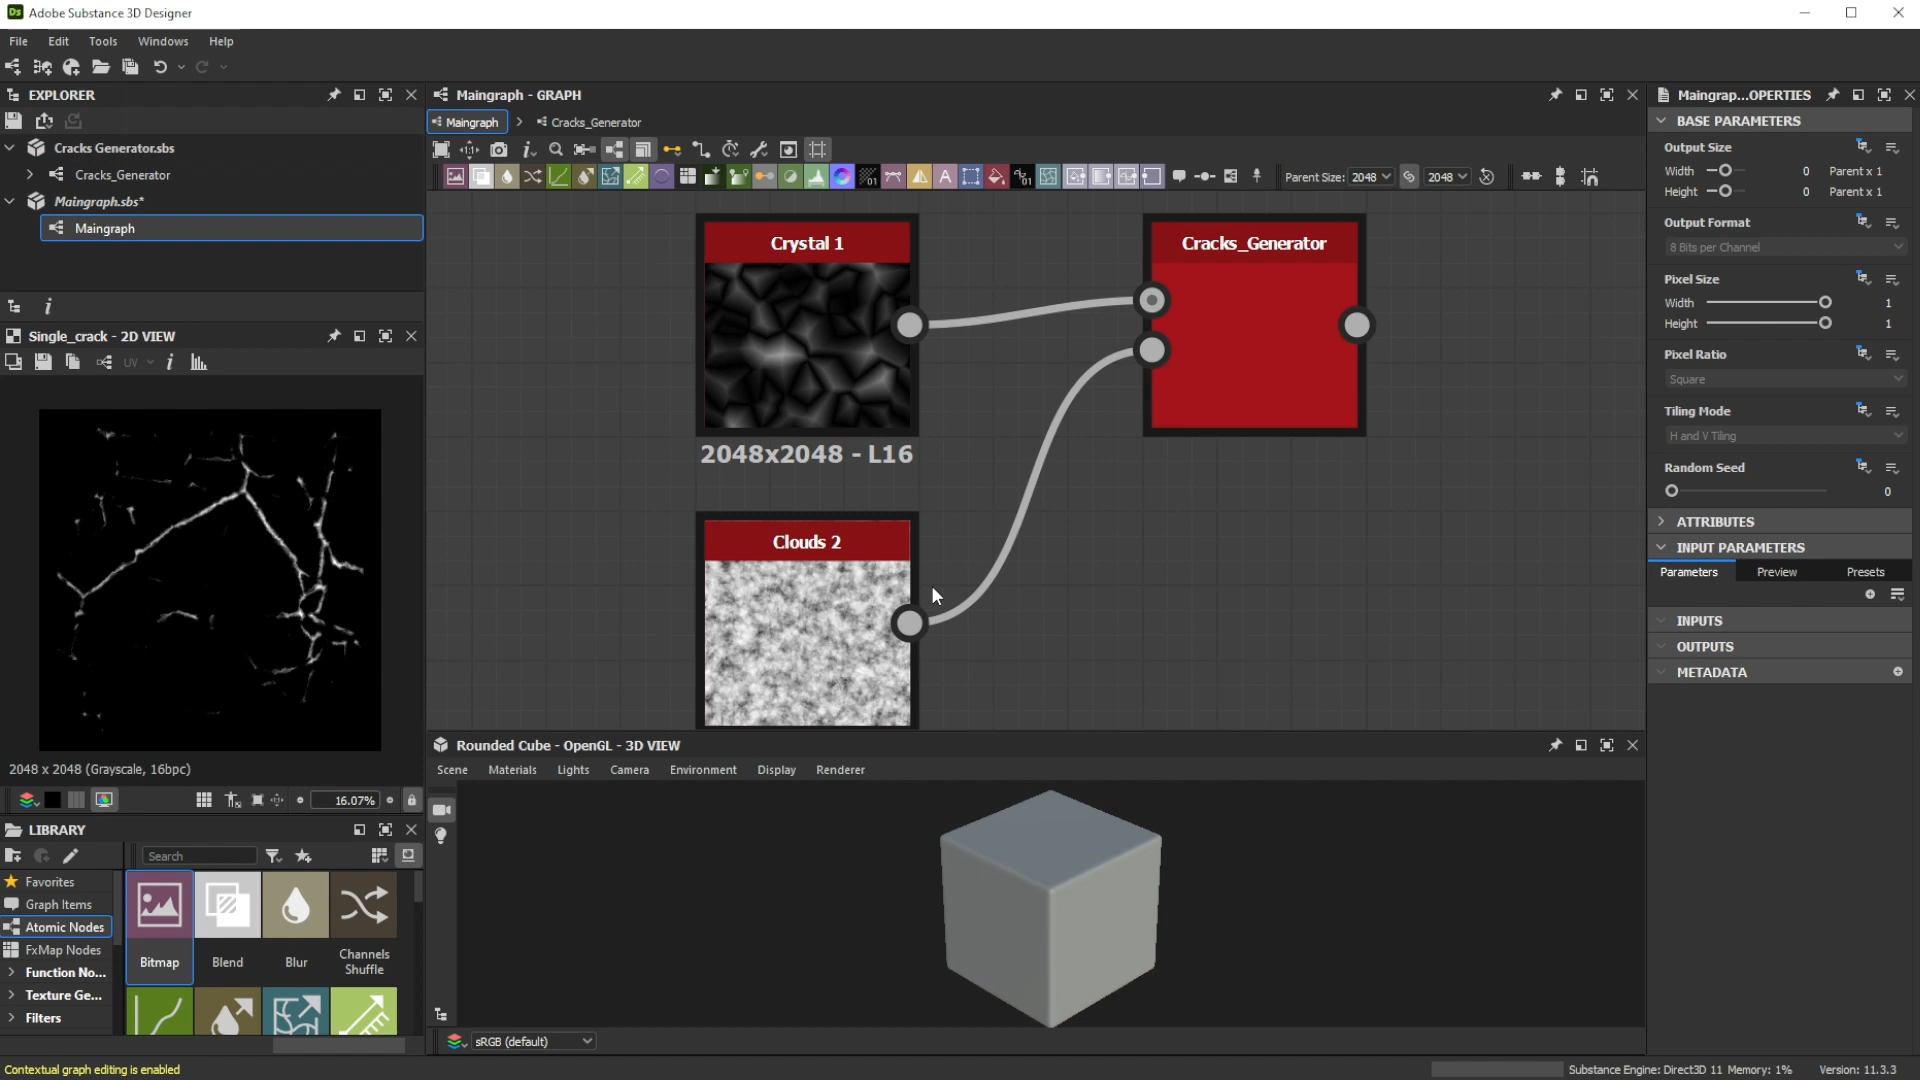 Ds Adobe Substance 3D Designer
File Edit Tools Windows Help
EXPLORER
Cracks Generator.sbs
Cracks_Generator
Maingraph.sbs*
Maingraph
Single_crack - 2D VIEW
UV
2048 x 2048 (Grayscale, 16bpc)
16.07%
LIBRARY
Search
Favorites
Graph Items
Atomic Nodes
FxMap Nodes
Function No...
Texture Ge...
Filters
Bitmap
Blend
Blur
Channels
Shuffle
Maingraph - GRAPH
Maingraph > Cracks_Generator
Parent Size: 2048 2048
Crystal 1
2048x2048 - L16
Clouds 2
Cracks_Generator
Rounded Cube - OpenGL - 3D VIEW
Scene Materials Lights Camera Environment Display Renderer
sRGB (default)
Maingrap...OPERTIES
BASE PARAMETERS
Output Size
Width 0 Parent x 1
Height 0 Parent x 1
Output Format
8 Bits per Channel
Pixel Size
Width 1
Height 1
Pixel Ratio
Square
Tiling Mode
H and V Tiling
Random Seed
0
ATTRIBUTES
INPUT PARAMETERS
Parameters Preview Presets
INPUTS
OUTPUTS
METADATA
Contextual graph editing is enabled
Substance Engine: Direct3D 11 Memory: 1% Version: 11.3.3